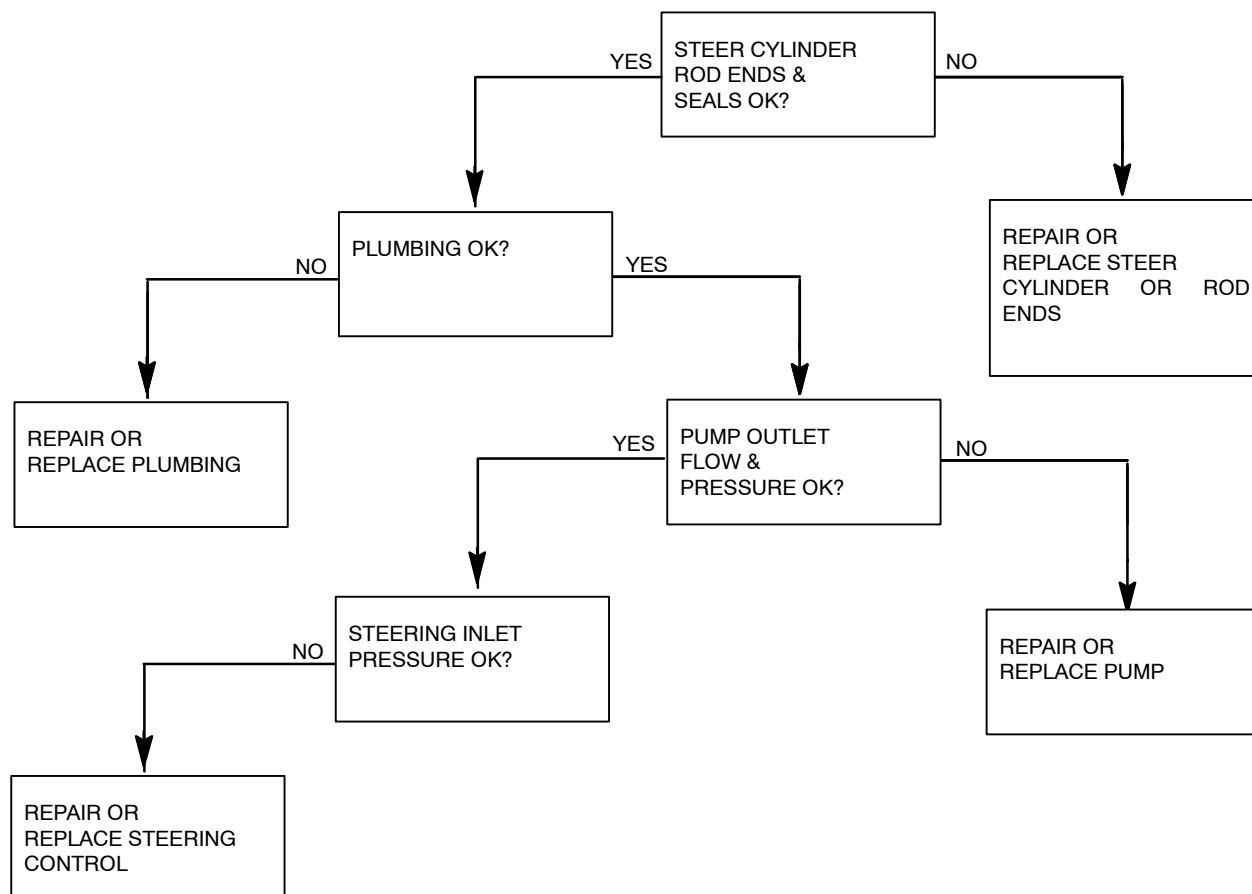 STEER CYLINDER
ROD ENDS &
SEALS OK?
YES
NO
PLUMBING OK?
NO
YES
REPAIR OR
REPLACE STEER
CYLINDER OR ROD
ENDS
REPAIR OR
REPLACE PLUMBING
PUMP OUTLET
FLOW &
PRESSURE OK?
YES
NO
STEERING INLET
PRESSURE OK?
NO
REPAIR OR
REPLACE PUMP
REPAIR OR
REPLACE STEERING
CONTROL